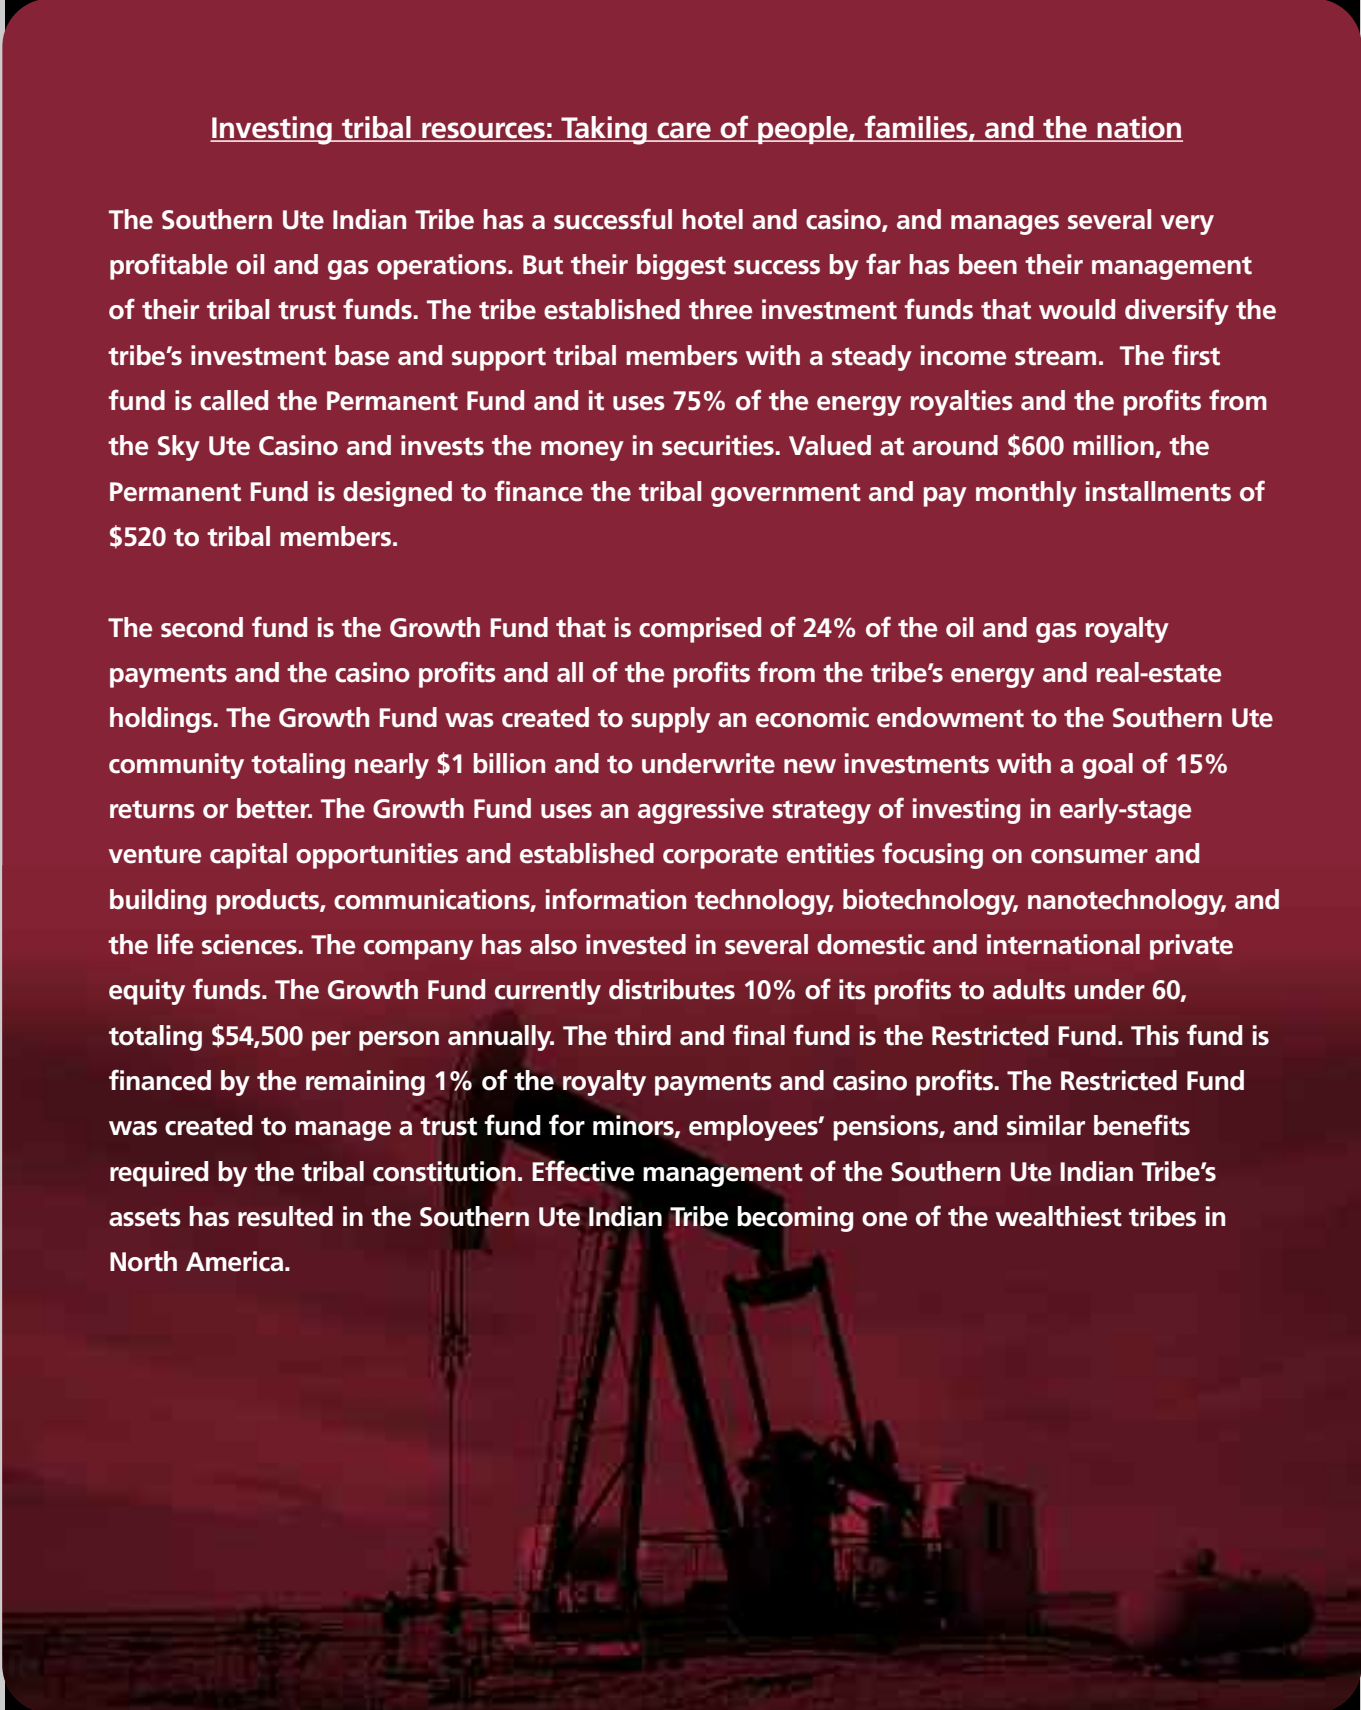 Investing tribal resources: Taking care of people, families, and the nation
The Southern Ute Indian Tribe has a successful hotel and casino, and manages several very
profitable oil and gas operations. But their biggest success by far has been their management
of their tribal trust funds. The tribe established three investment funds that would diversify the
tribe’s investment base and support tribal members with a steady income stream.  The first
fund is called the Permanent Fund and it uses 75% of the energy royalties and the profits from
the Sky Ute Casino and invests the money in securities. Valued at around $600 million, the
Permanent Fund is designed to finance the tribal government and pay monthly installments of
$520 to tribal members.
The second fund is the Growth Fund that is comprised of 24% of the oil and gas royalty
payments and the casino profits and all of the profits from the tribe’s energy and real-estate
holdings. The Growth Fund was created to supply an economic endowment to the Southern Ute
community totaling nearly $1 billion and to underwrite new investments with a goal of 15%
returns or better. The Growth Fund uses an aggressive strategy of investing in early-stage
venture capital opportunities and established corporate entities focusing on consumer and
building products, communications, information technology, biotechnology, nanotechnology, and
the life sciences. The company has also invested in several domestic and international private
equity funds. The Growth Fund currently distributes 10% of its profits to adults under 60,
totaling $54,500 per person annually. The third and final fund is the Restricted Fund. This fund is
financed by the remaining 1% of the royalty payments and casino profits. The Restricted Fund
was created to manage a trust fund for minors, employees’ pensions, and similar benefits
required by the tribal constitution. Effective management of the Southern Ute Indian Tribe’s
assets has resulted in the Southern Ute Indian Tribe becoming one of the wealthiest tribes in
North America.